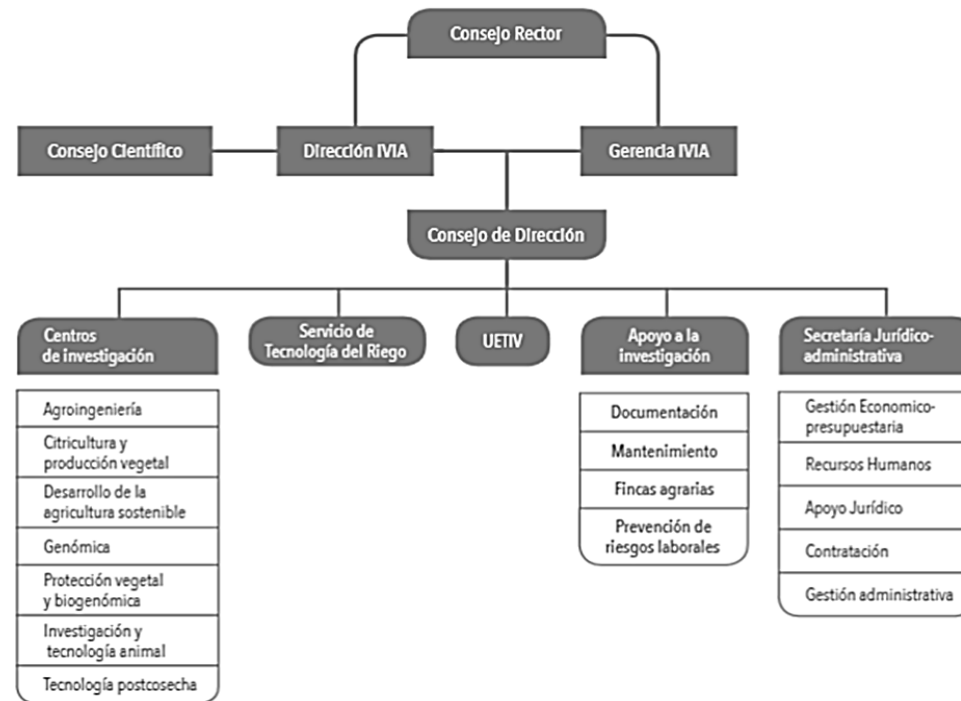 Consejo Rector
Consejo Científico
Dirección IVIA
Gerencia IVIA
Consejo de Dirección
Centros
de investigación
Agroingeniería
Citricultura y
producción vegetal
Desarrollo de la
agricultura sostenible
Genómica
Protección vegetal
y biogenómica
Investigación y
tecnología animal
Tecnología postcosecha
Servicio de
Tecnología del Riego
UETIV
Apoyo a la
investigación
Documentación
Mantenimiento
Fincas agrarias
Prevención de
riesgos laborales
Secretaría Jurídico-
administrativa
Gestión Economico-
presupuestaria
Recursos Humanos
Apoyo Jurídico
Contratación
Gestión administrativa